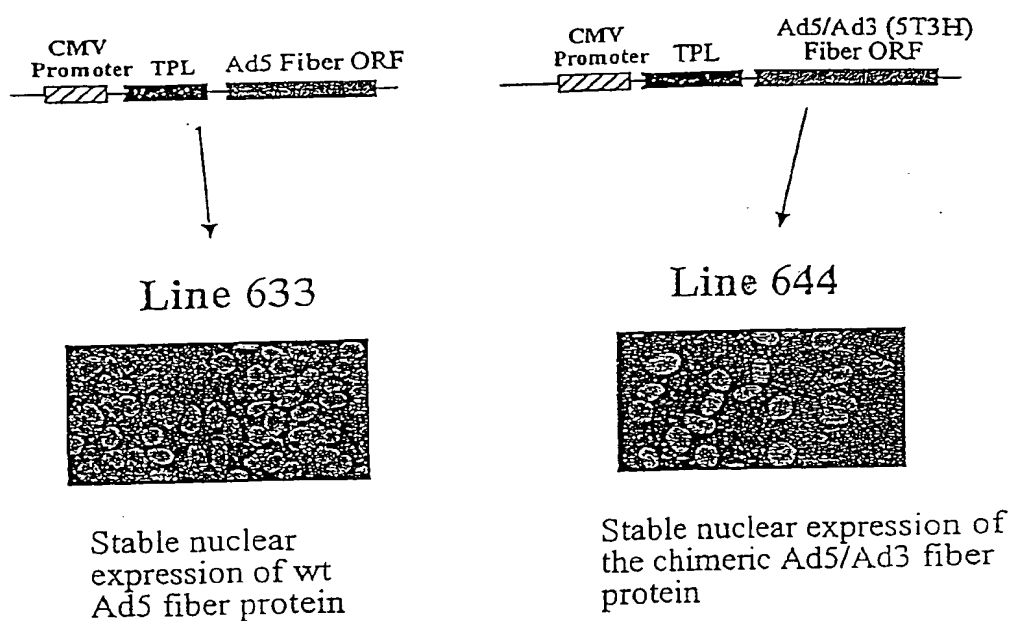 CMV
Promoter
TPL
Ad5 Fiber ORF
Line 633
Stable nuclear
expression of wt
Ad5 fiber protein
CMV
Promoter
TPL
Ad5/Ad3 (5T3H)
Fiber ORF
Line 644
Stable nuclear expression of
the chimeric Ad5/Ad3 fiber
protein